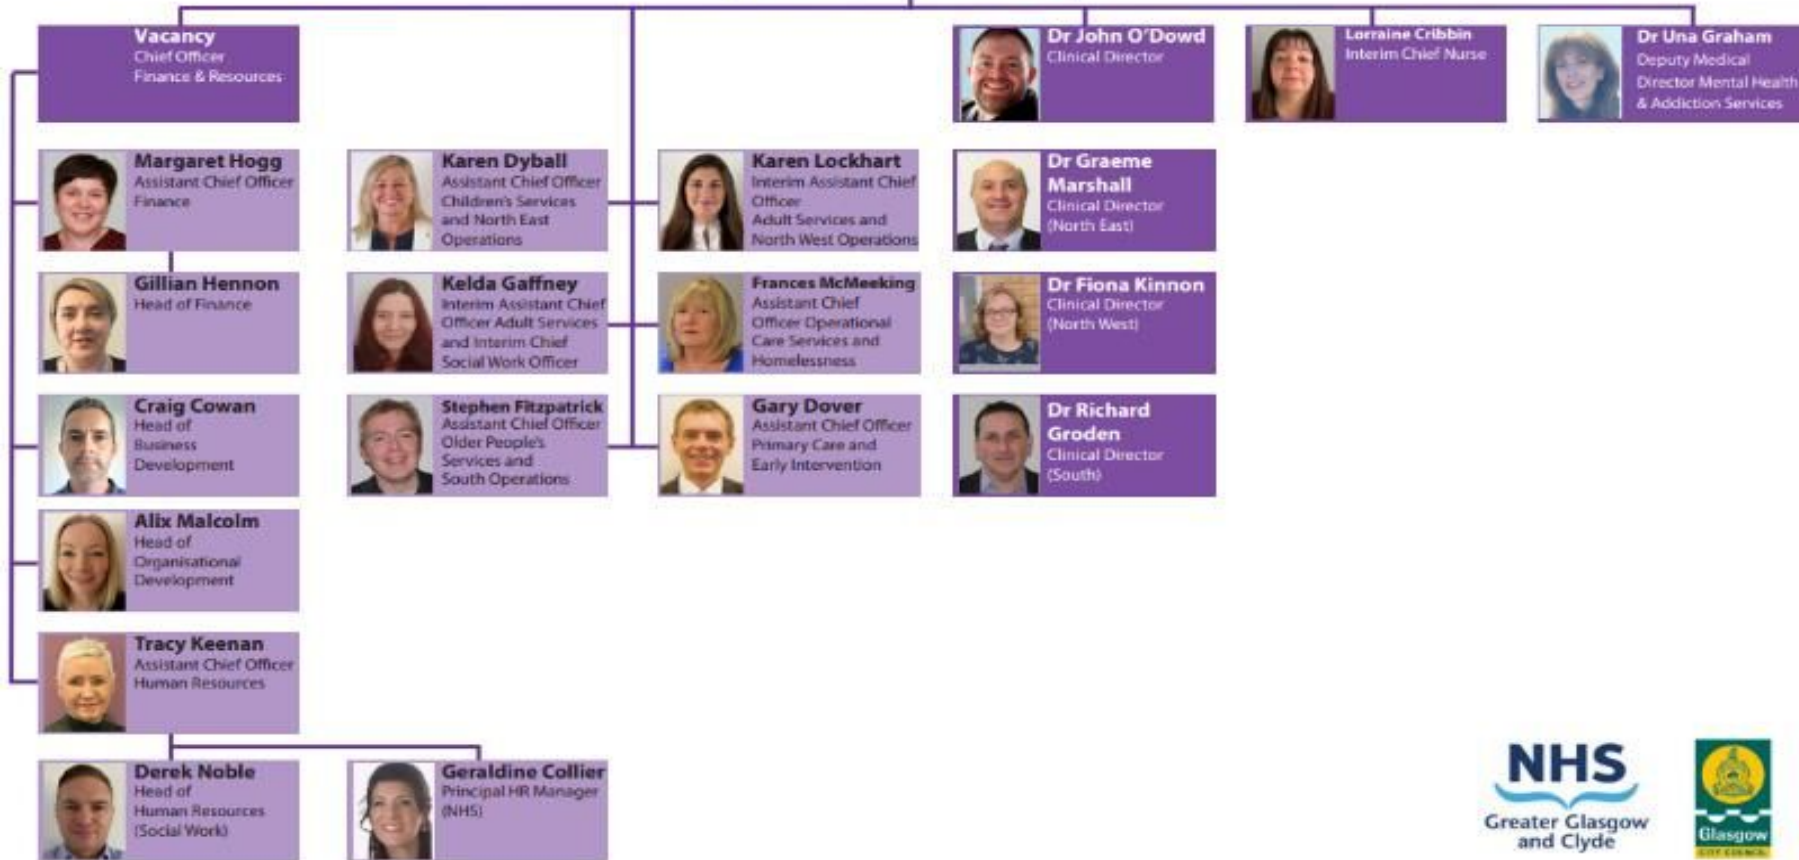 Vacancy
Chief Officer
Finance & Resources
Dr John O'Dowd
Clinical Director
Lorraine Cribbin
Interim Chief Nurse
Dr Una Graham
Deputy Medical
Director Mental Health
& Addiction Services
Margaret Hogg
Assistant Chief Officer
Finance
Karen Dyball
Assistant Chief Officer
Children's Services
and North East
Operations
Karen Lockhart
Interim Assistant Chief
Officer
Adult Services and
North West Operations
Dr Graeme
Marshall
Clinical Director
(North East)
Gillian Hennon
Head of Finance
Kelda Gaffney
Interim Assistant Chief
Officer Adult Services
and Interim Chief
Social Work Officer
Frances McMeeking
Assistant Chief
Officer Operational
Care Services and
Homelessness
Dr Fiona Kinnon
Clinical Director
(North West)
Craig Cowan
Head of
Business
Development
Stephen Fitzpatrick
Assistant Chief Officer
Older People's
Services and
South Operations
Gary Dover
Assistant Chief Officer
Primary Care and
Early Intervention
Dr Richard
Groden
Clinical Director
(South)
Alix Malcolm
Head of
Organisational
Development
Tracy Keenan
Assistant Chief Officer
Human Resources
Derek Noble
Head of
Human Resources
(Social Work)
Geraldine Collier
Principal HR Manager
(NHS)
NHS
Greater Glasgow
and Clyde
Glasgow
CITY COUNCIL